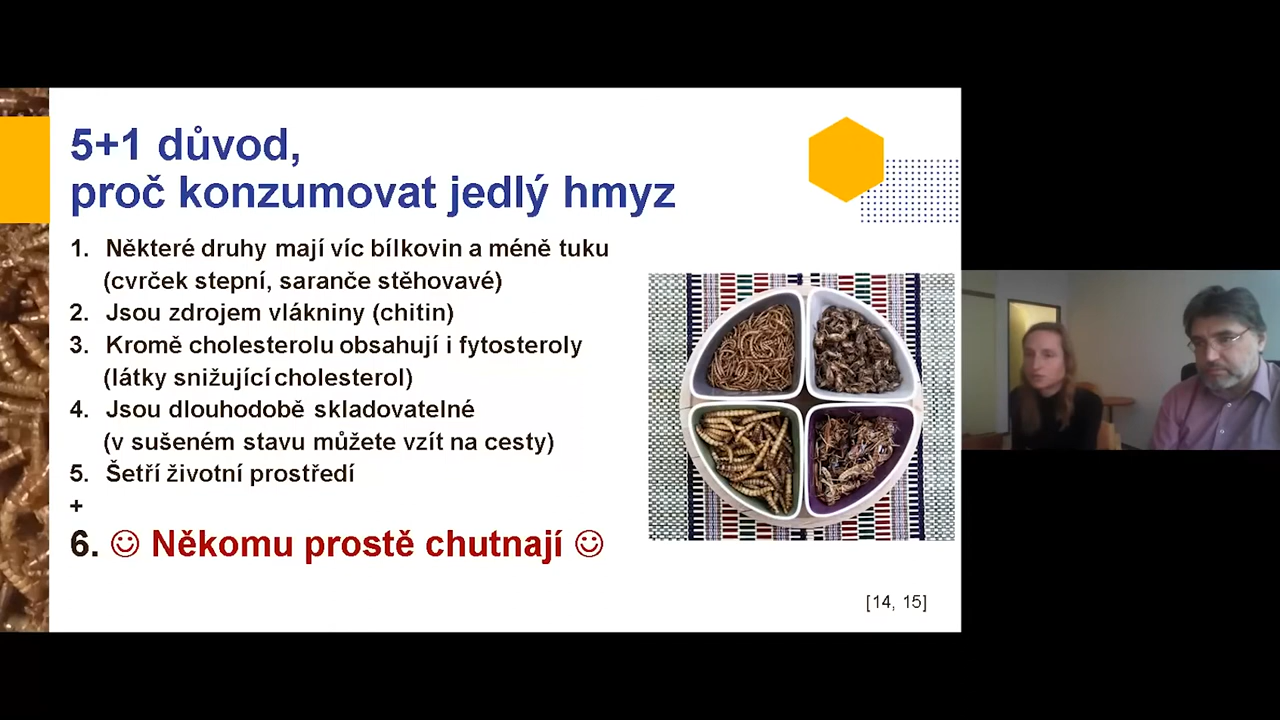 5+1 důvod,
proč konzumovat jedlý hmyz
1. Některé druhy mají víc bílkovin a méně tuku
(cvrček stepní, saranče stěhovavé)
2. Jsou zdrojem vlákniny (chitin)
3. Kromě cholesterolu obsahují i fytosteroly
(látky snižující cholesterol)
4. Jsou dlouhodobě skladovatelné
(v sušeném stavu můžete vzít na cesty)
5. Šetří životní prostředí
+
6. ☺ Někomu prostě chutnají ☺
[14, 15]